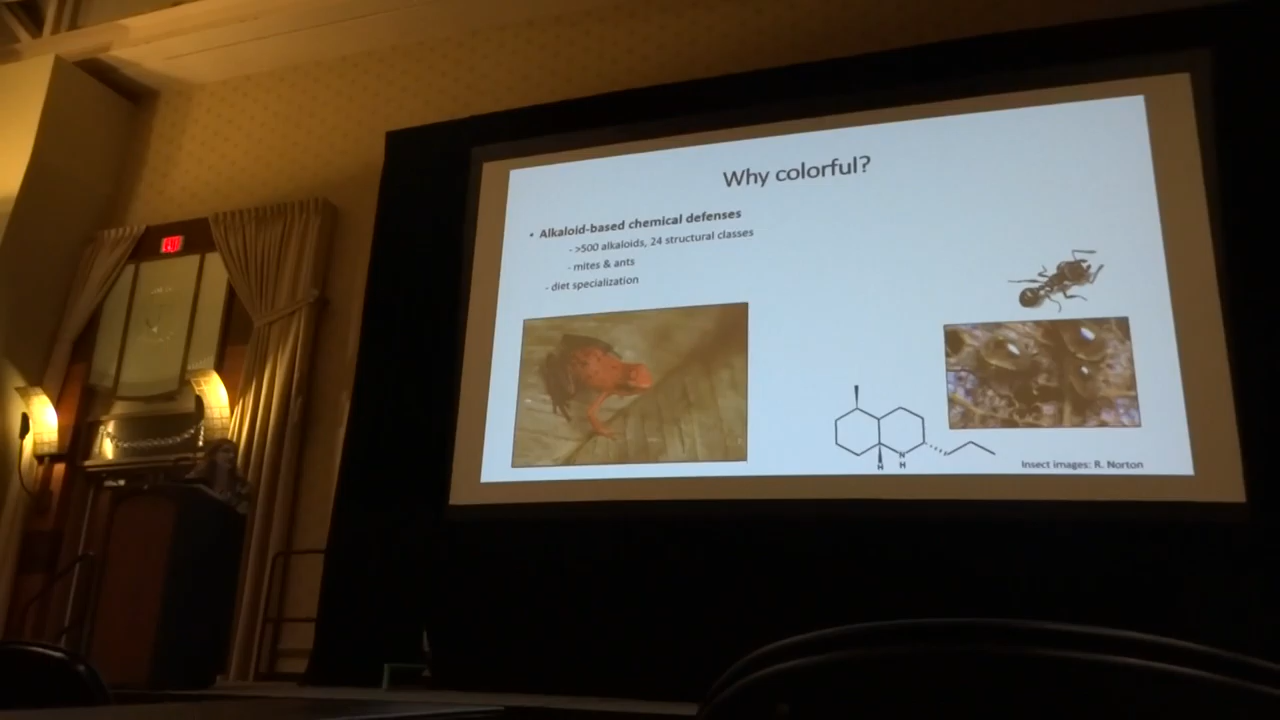 Why colorful?
• Alkaloid-based chemical defenses
- >500 alkaloids, 24 structural classes
- mites & ants
- diet specialization
H
N
H
Insect images: R. Norton
EXIT